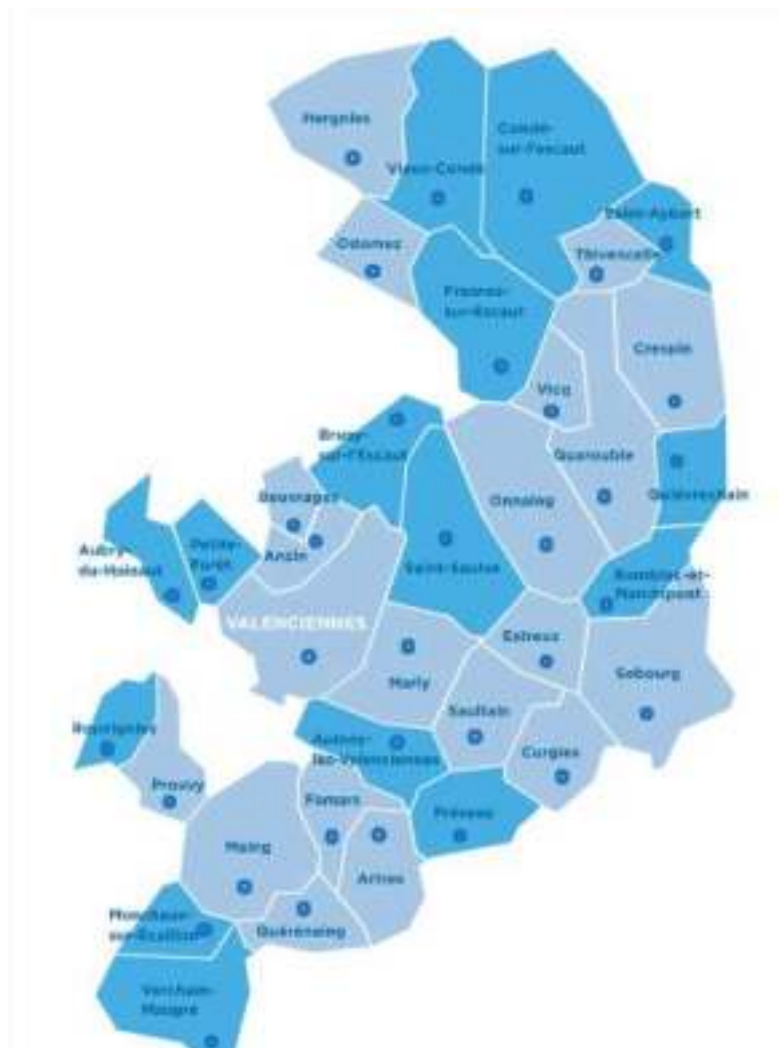 Hergnies
Vieux-Condé
Condé-
sur-l'escaut
Saint-Aybert
Thivencelle
Odomez
Fresnes-
sur-Escaut
Crespin
Vicq
Bruay-
sur-l'Escaut
Quarouble
Onnaing
Quiévrechain
Beuvrages
Anzin
Petite-
Forêt
Aubry-
du-Hainaut
Saint-Saulve
Rombies-et-
Marchipont
VALENCIENNES
Estreux
Marly
Sebourg
Saultain
Rouvignies
Aulnoy-
lez-Valenciennes
Curgies
Prouvy
Famars
Préseau
Maing
Artres
Monchaux-
sur-Ecaillon
Quérénaing
Verchain-
Maugré